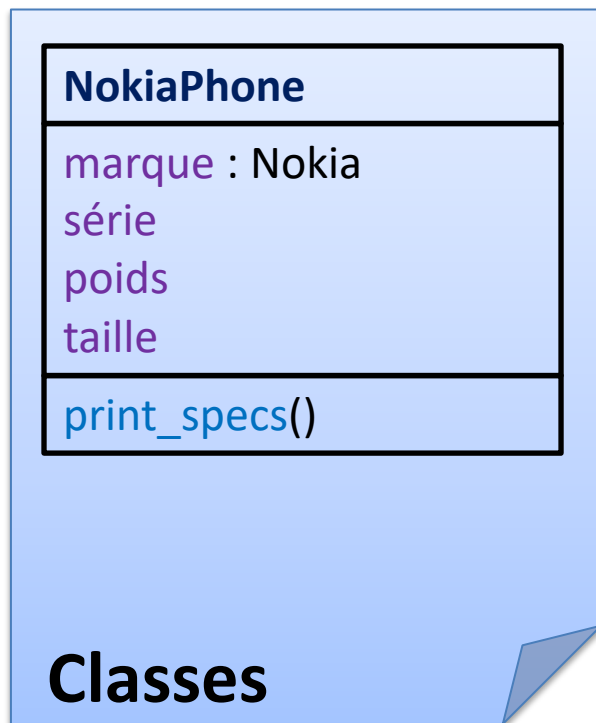 NokiaPhone
marque : Nokia
série
poids
taille
print_specs()
Classes